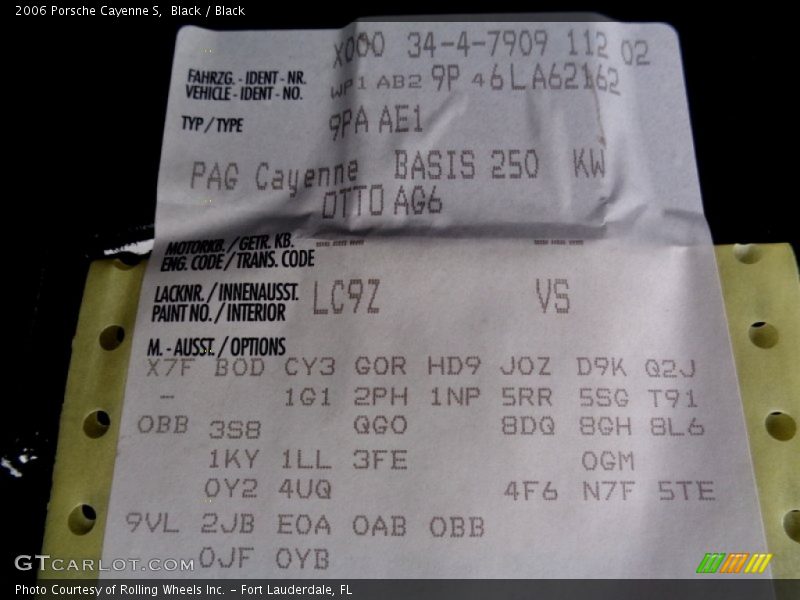 2006 Porsche Cayenne S, Black / Black
X000 34-4-7909 112 02
FAHRZG.-IDENT-NR.
VEHICLE-IDENT-NO. WP1 AB2 9P 46LA62162
TYP/TYPE 9PA AE1
PAG Cayenne BASIS 250 KW
OTTO AG6
MOTORKB./GETR. KB.
ENG. CODE/TRANS. CODE
LACKNR./INNENAUSST. LC9Z VS
PAINT NO./INTERIOR
M.-AUSST./OPTIONS
X7F BOD CY3 GOR HD9 JOZ D9K Q2J
- 1G1 2PH 1NP 5RR 5SG T91
OBB 3S8 QGO 8DQ 8GH 8L6
1KY 1LL 3FE OGM
OY2 4UQ 4F6 N7F 5TE
9VL 2JB EOA OAB OBB
OJF OYB
GTCARLOT.COM
Photo Courtesy of Rolling Wheels Inc. - Fort Lauderdale, FL